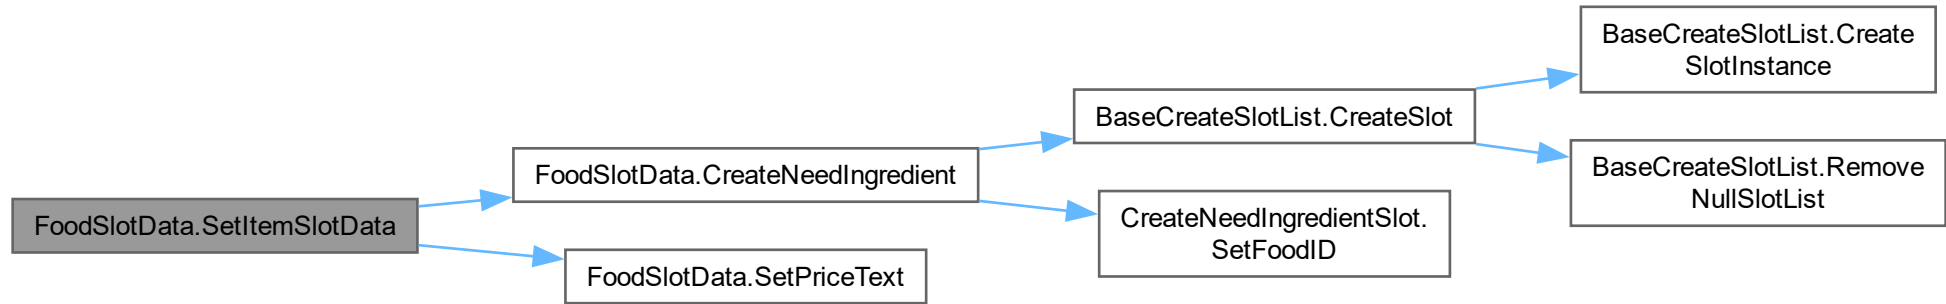 FoodSlotData.SetItemSlotData
FoodSlotData.CreateNeedIngredient
FoodSlotData.SetPriceText
BaseCreateSlotList.CreateSlot
CreateNeedIngredientSlot.
SetFoodID
BaseCreateSlotList.Create
SlotInstance
BaseCreateSlotList.Remove
NullSlotList